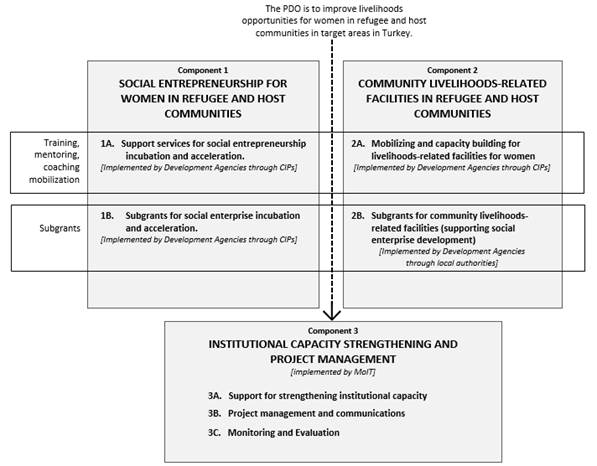 The PDO is to improve livelihoods
opportunities for women in refugee and host
communities in target areas in Turkey.
Component 1
SOCIAL ENTREPRENEURSHIP FOR
WOMEN IN REFUGEE AND HOST
COMMUNITIES
Component 2
COMMUNITY LIVELIHOODS-RELATED
FACILITIES IN REFUGEE AND HOST
COMMUNITIES
Training,
mentoring,
coaching
mobilization
1A. Support services for social entrepreneurship
incubation and acceleration.
[Implemented by Development Agencies through CIPs]
2A. Mobilizing and capacity building for
livelihoods-related facilities for women
[Implemented by Development Agencies through CIPs]
Subgrants
1B. Subgrants for social enterprise incubation
and acceleration.
[Implemented by Development Agencies through CIPs]
2B. Subgrants for community livelihoods-
related facilities (supporting social
enterprise development)
[Implemented by Development Agencies
through local authorities]
Component 3
INSTITUTIONAL CAPACITY STRENGTHENING AND
PROJECT MANAGEMENT
[implemented by MoIT]
3A. Support for strengthening institutional capacity
3B. Project management and communications
3C. Monitoring and Evaluation